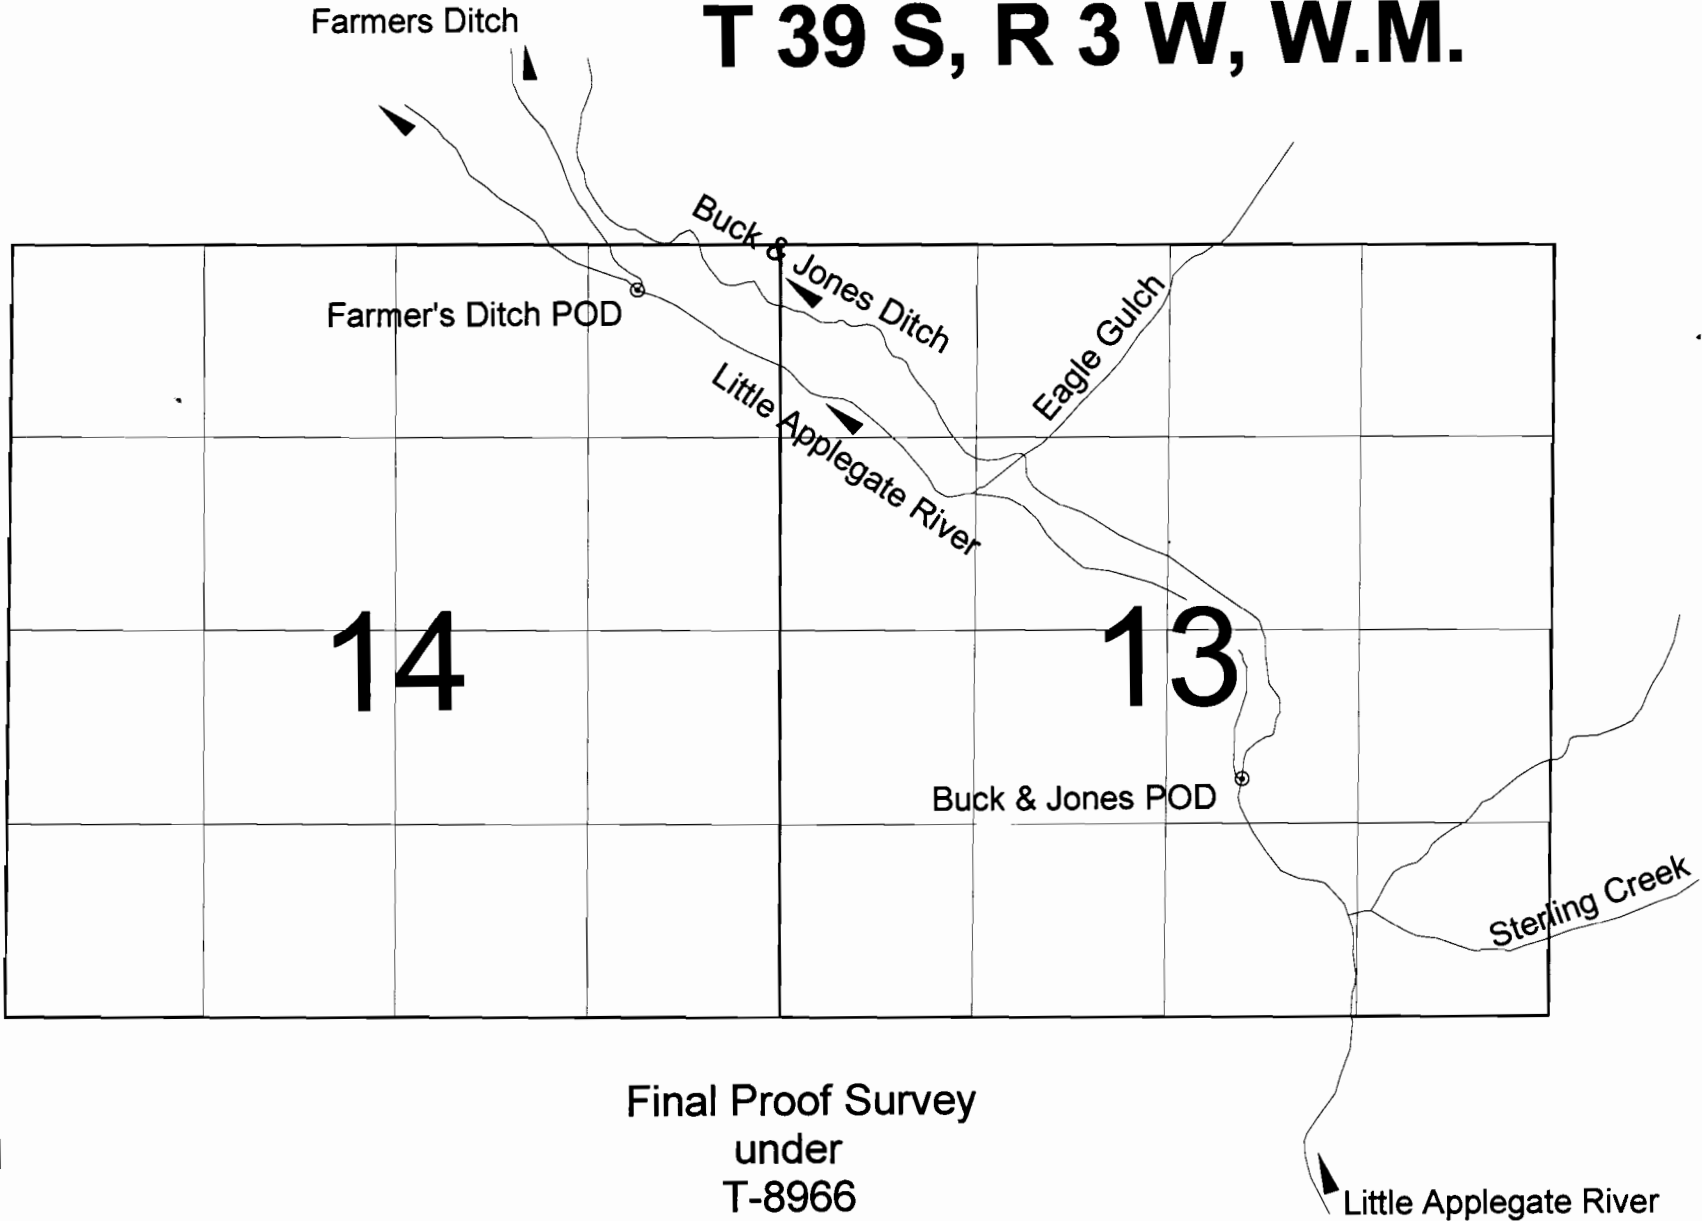 T 39 S, R 3 W, W.M.
Farmers Ditch
Buck & Jones Ditch
Farmer's Ditch POD
Eagle Gulch
Little Applegate River
14
13
Buck & Jones POD
Sterling Creek
Final Proof Survey
under
T-8966
Little Applegate River